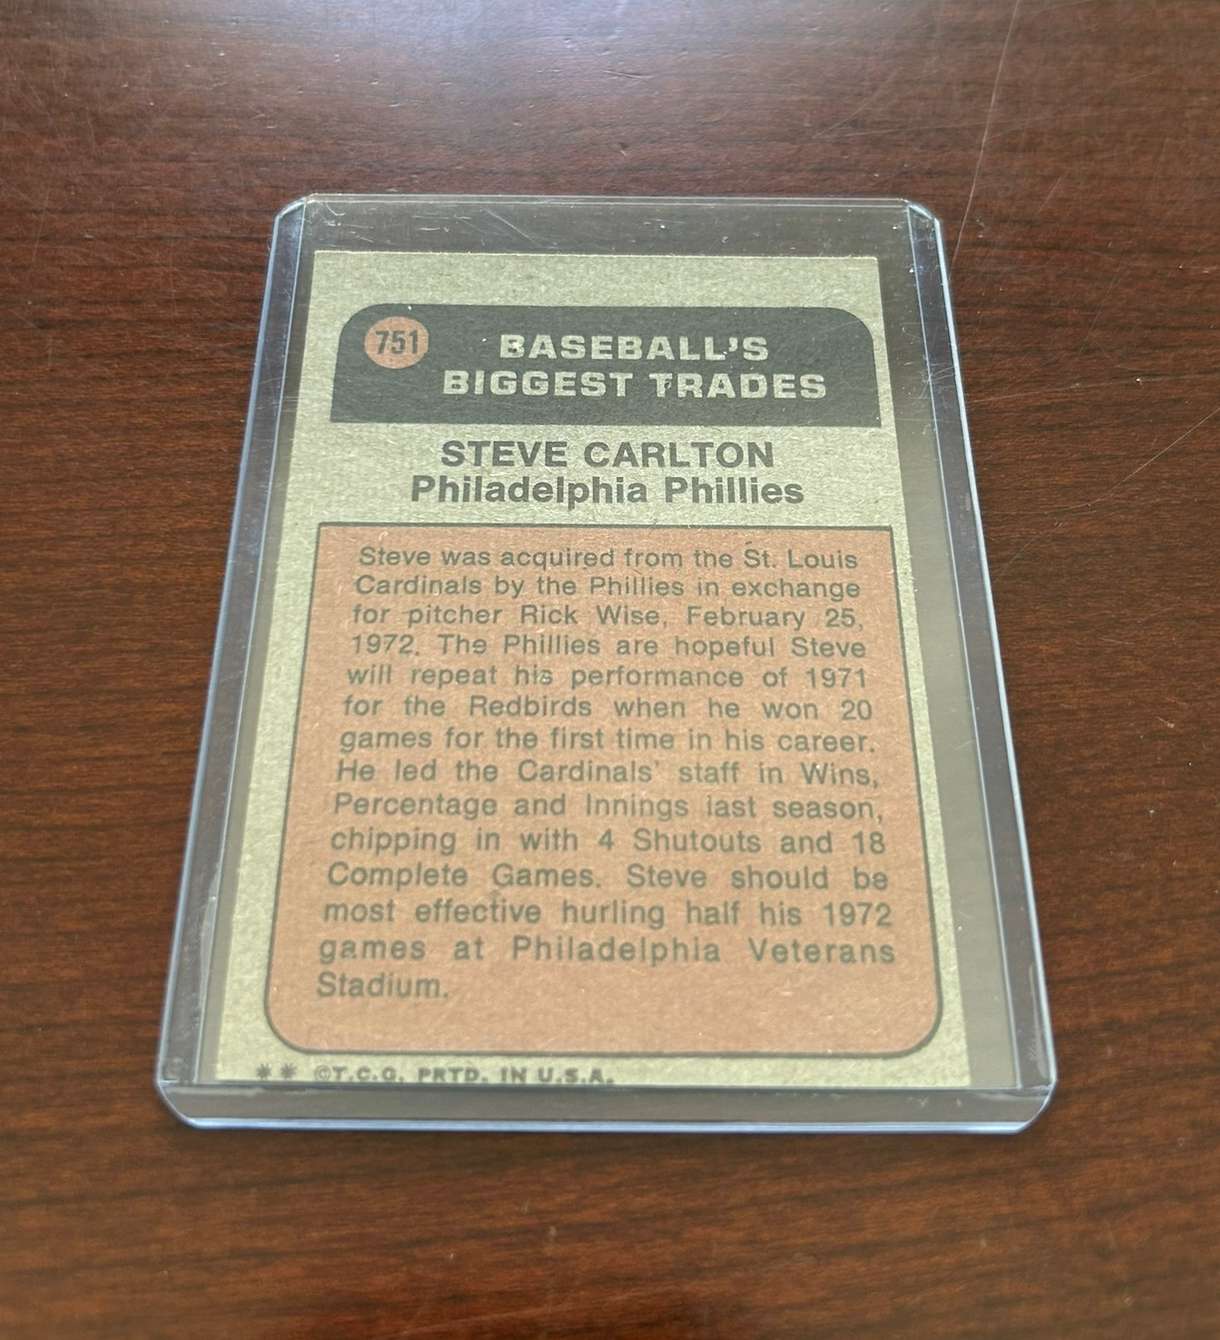 751
BASEBALL'S
BIGGEST TRADES
STEVE CARLTON
Philadelphia Phillies
Steve was acquired from the St. Louis
Cardinals by the Phillies in exchange
for pitcher Rick Wise, February 25,
1972. The Phillies are hopeful Steve
will repeat his performance of 1971
for the Redbirds when he won 20
games for the first time in his career.
He led the Cardinals' staff in Wins,
Percentage and Innings last season,
chipping in with 4 Shutouts and 18
Complete Games. Steve should be
most effective hurling half his 1972
games at Philadelphia Veterans
Stadium.
** ©T.C.G. PRTD. IN U.S.A.